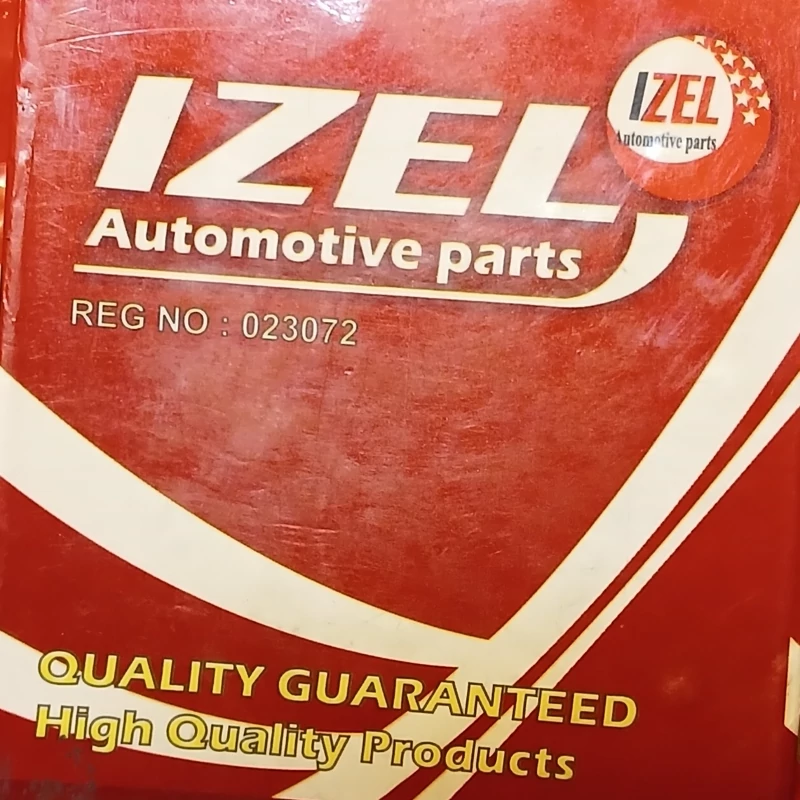 IZEL
Automotive parts
IZEL
Automotive parts
REG NO : 023072
QUALITY GUARANTEED
High Quality Products